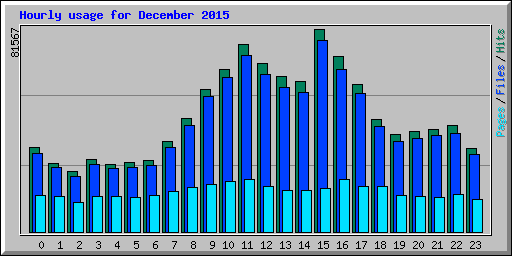 Hourly usage for December 2015
81567
Pages / Files / Hits
0 1 2 3 4 5 6 7 8 9 10 11 12 13 14 15 16 17 18 19 20 21 22 23